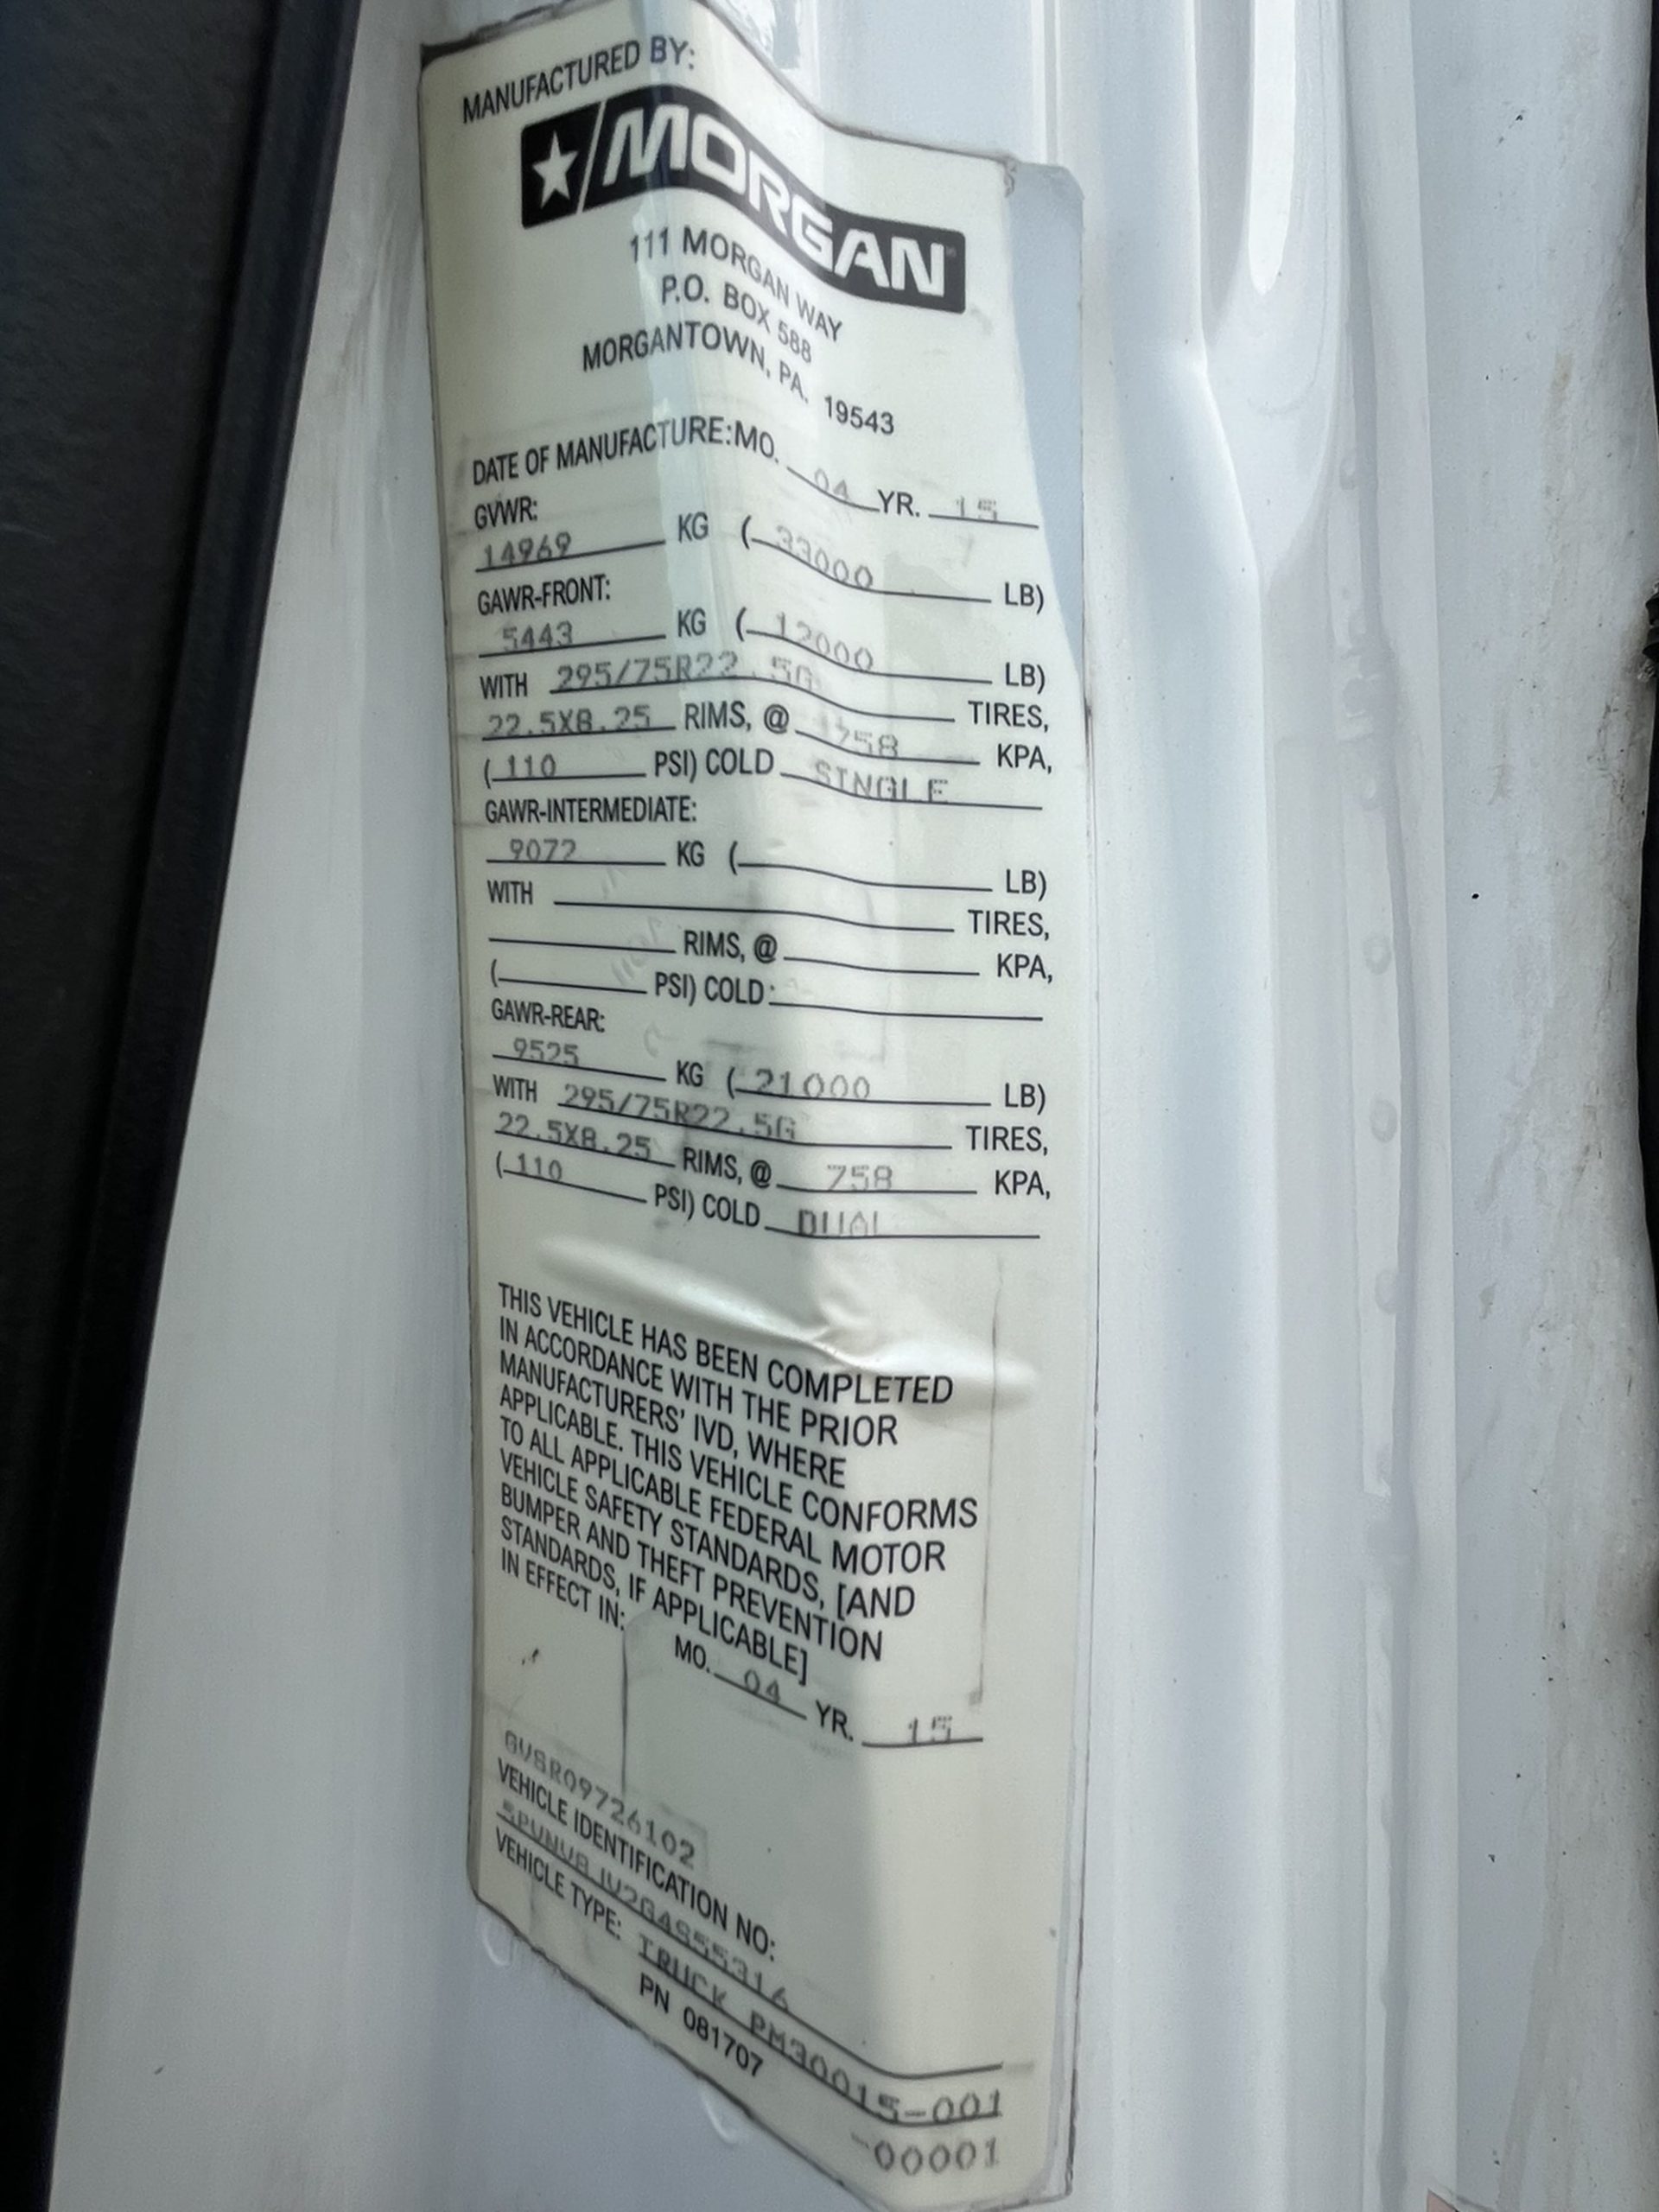 MANUFACTURED BY:
MORGAN
111 MORGAN WAY
P.O. BOX 588
MORGANTOWN, PA. 19543
DATE OF MANUFACTURE: MO. 04 YR. 15
GVWR:
14969 KG ( 33000 LB)
GAWR-FRONT:
5443 KG ( 12000 LB)
WITH 295/75R22.5G TIRES,
22.5X8.25 RIMS, @ 758 KPA,
( 110 PSI) COLD SINGLE
GAWR-INTERMEDIATE:
9072 KG ( LB)
WITH TIRES,
RIMS, @ KPA,
( PSI) COLD:
GAWR-REAR:
9525 KG ( 21000 LB)
WITH 295/75R22.5G TIRES,
22.5X8.25 RIMS, @ 758 KPA,
( 110 PSI) COLD DUAL
THIS VEHICLE HAS BEEN COMPLETED
IN ACCORDANCE WITH THE PRIOR
MANUFACTURERS' IVD, WHERE
APPLICABLE. THIS VEHICLE CONFORMS
TO ALL APPLICABLE FEDERAL MOTOR
VEHICLE SAFETY STANDARDS, [AND
BUMPER AND THEFT PREVENTION
STANDARDS, IF APPLICABLE]
IN EFFECT IN: MO. 04 YR. 15
VEHICLE IDENTIFICATION NO:
VEHICLE TYPE: TRUCK PM30015-001
PN 081707 -00001